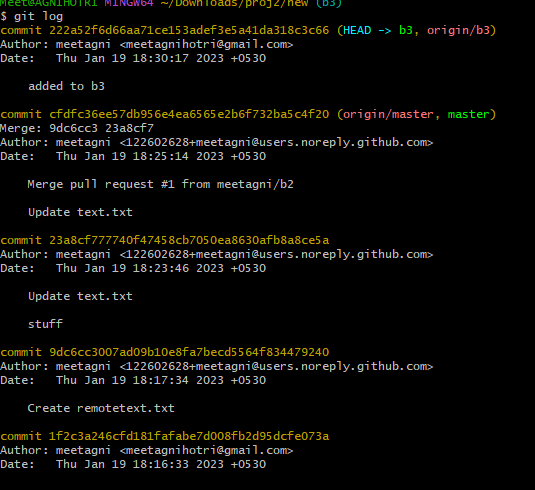 Meet@AGNIHOTRI MINGW64 ~/Downloads/proj2/new (b3)
$ git log
commit 222a52f6d66aa71ce153adef3e5a41da318c3c66 (HEAD -> b3, origin/b3)
Author: meetagni <meetagnihotri@gmail.com>
Date:   Thu Jan 19 18:30:17 2023 +0530

    added to b3

commit cfdfc36ee57db956e4ea6565e2b6f732ba5c4f20 (origin/master, master)
Merge: 9dc6cc3 23a8cf7
Author: meetagni <122602628+meetagni@users.noreply.github.com>
Date:   Thu Jan 19 18:25:14 2023 +0530

    Merge pull request #1 from meetagni/b2

    Update text.txt

commit 23a8cf777740f47458cb7050ea8630afb8a8ce5a
Author: meetagni <122602628+meetagni@users.noreply.github.com>
Date:   Thu Jan 19 18:23:46 2023 +0530

    Update text.txt

    stuff

commit 9dc6cc3007ad09b10e8fa7becd5564f834479240
Author: meetagni <122602628+meetagni@users.noreply.github.com>
Date:   Thu Jan 19 18:17:34 2023 +0530

    Create remotetext.txt

commit 1f2c3a246cfd181fafabe7d008fb2d95dcfe073a
Author: meetagni <meetagnihotri@gmail.com>
Date:   Thu Jan 19 18:16:33 2023 +0530